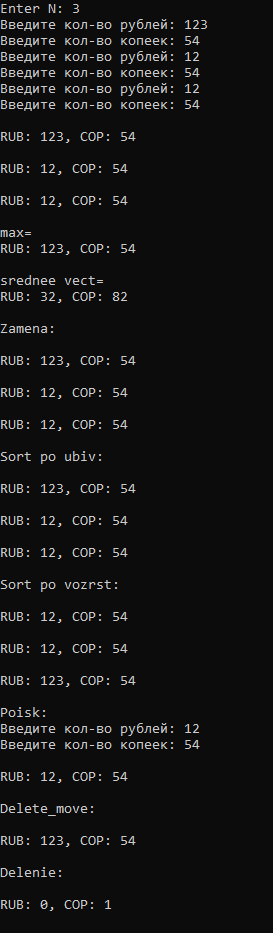 Enter N: 3
Введите кол-во рублей: 123
Введите кол-во копеек: 54
Введите кол-во рублей: 12
Введите кол-во копеек: 54
Введите кол-во рублей: 12
Введите кол-во копеек: 54
RUB: 123, COP: 54
RUB: 12, COP: 54
RUB: 12, COP: 54
max=
RUB: 123, COP: 54
srednee vect=
RUB: 32, COP: 82
Zamena:
RUB: 123, COP: 54
RUB: 12, COP: 54
RUB: 12, COP: 54
Sort po ubiv:
RUB: 123, COP: 54
RUB: 12, COP: 54
RUB: 12, COP: 54
Sort po vozrst:
RUB: 12, COP: 54
RUB: 12, COP: 54
RUB: 123, COP: 54
Poisk:
Введите кол-во рублей: 12
Введите кол-во копеек: 54
RUB: 12, COP: 54
Delete_move:
RUB: 123, COP: 54
Delenie:
RUB: 0, COP: 1